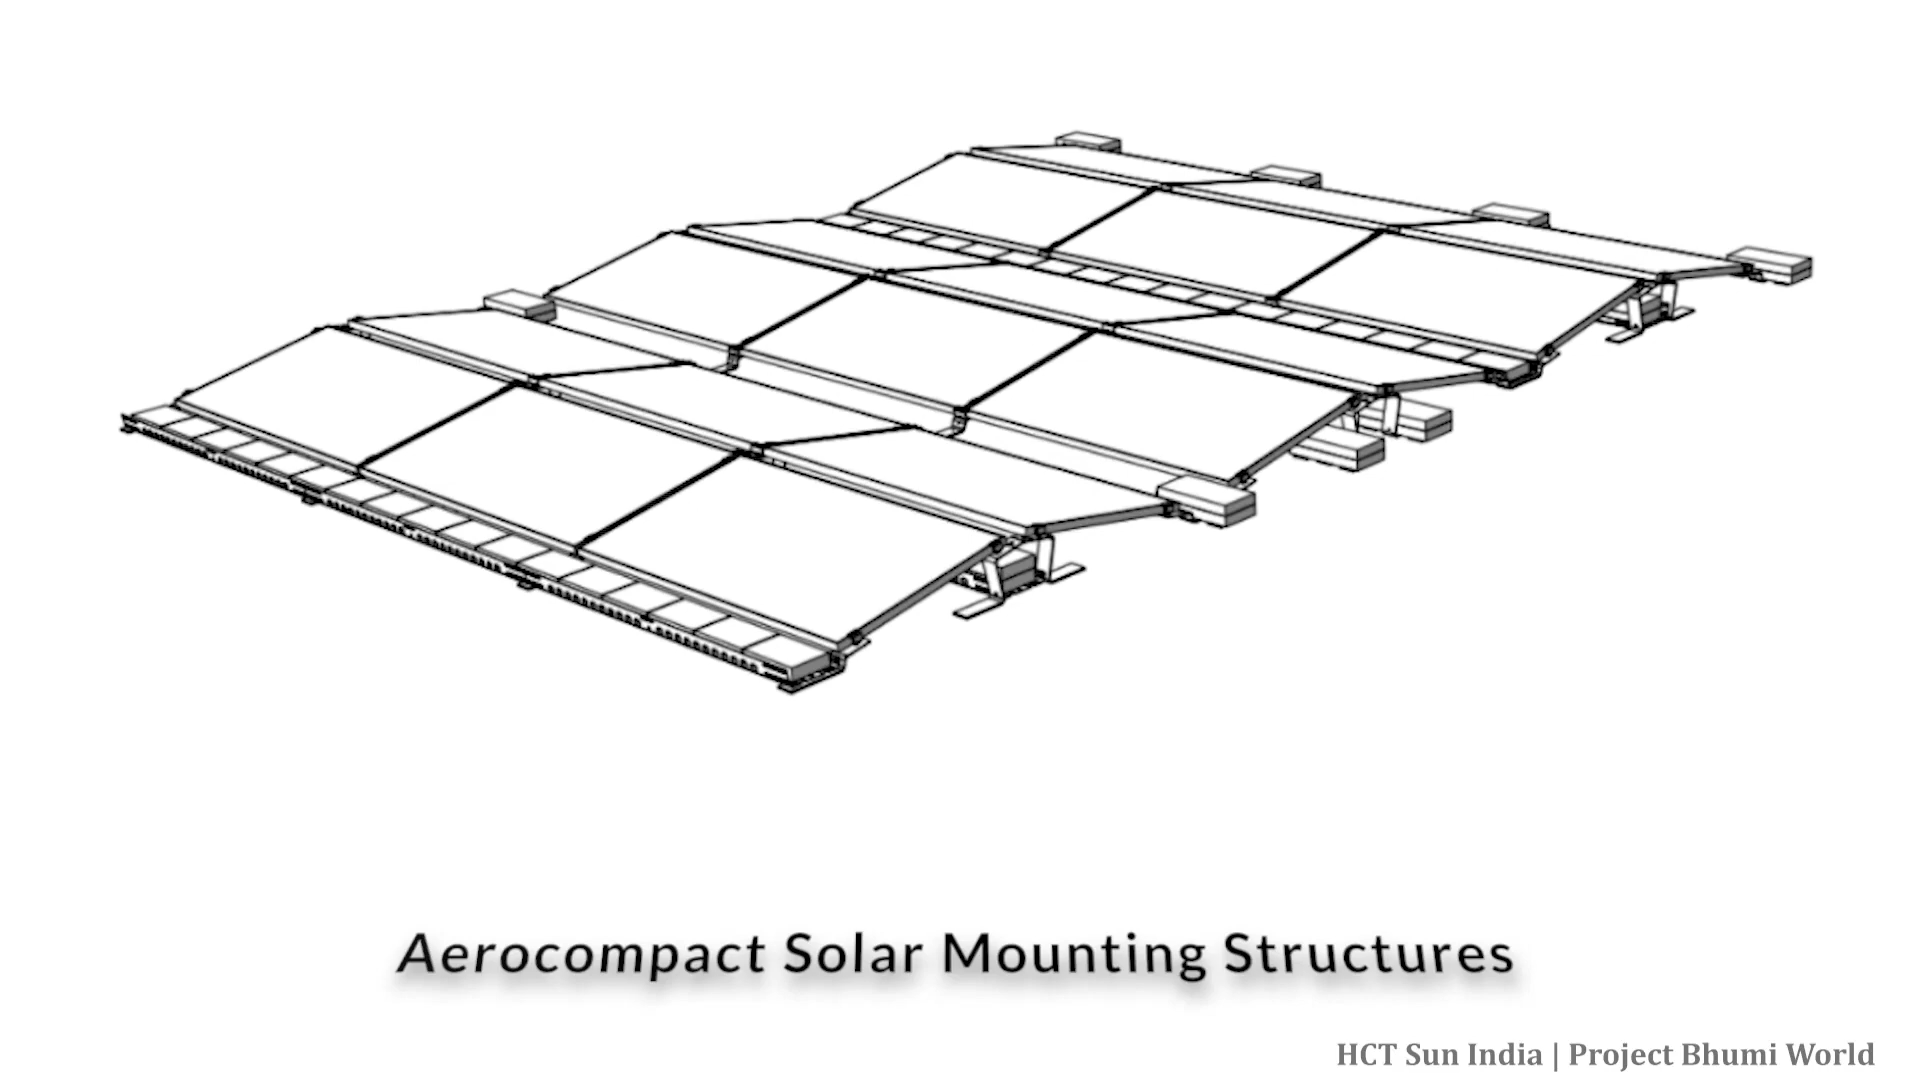 Aerocompact Solar Mounting Structures
HCT Sun India | Project Bhumi World